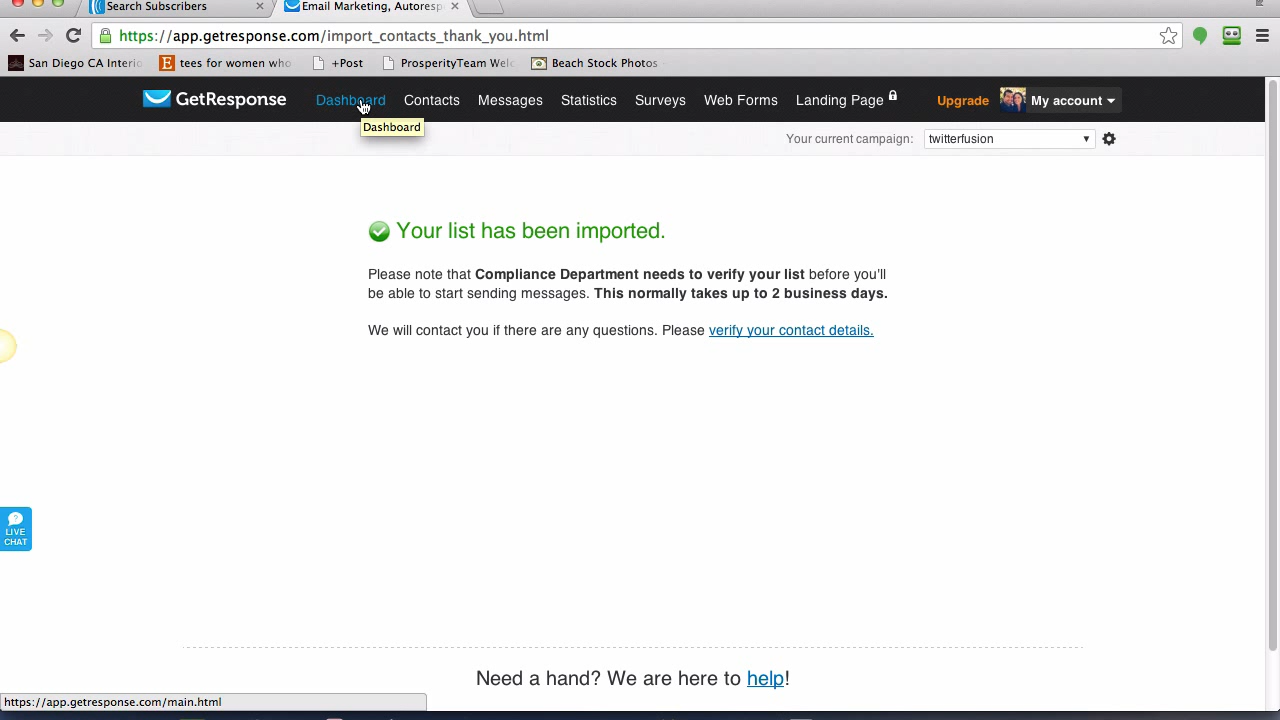 Search Subscribers
Email Marketing, Autoresp
https://app.getresponse.com/import_contacts_thank_you.html
San Diego CA Interio
tees for women who
+Post
ProsperityTeam Welc
Beach Stock Photos
GetResponse
Dashboard
Contacts
Messages
Statistics
Surveys
Web Forms
Landing Page
Upgrade
My account
Dashboard
Your current campaign:
twitterfusion
Your list has been imported.
Please note that Compliance Department needs to verify your list before you'll
be able to start sending messages. This normally takes up to 2 business days.
We will contact you if there are any questions. Please verify your contact details.
LIVE
CHAT
Need a hand? We are here to help!
https://app.getresponse.com/main.html